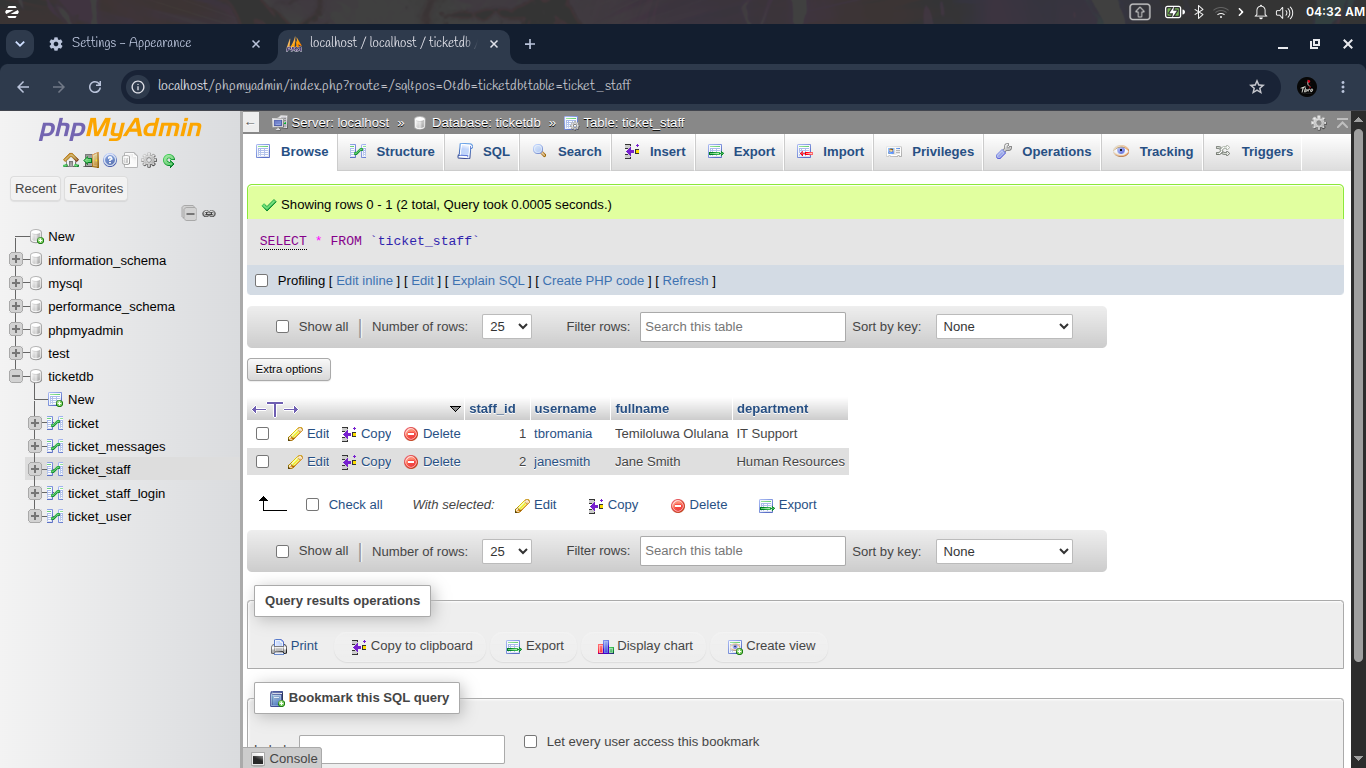 04:32 AM
Settings - Appearance
localhost / localhost / ticketdb /
localhost/phpmyadmin/index.php?route=/sql&pos=0&db=ticketdb&table=ticket_staff
phpMyAdmin
Recent Favorites
New
information_schema
mysql
performance_schema
phpmyadmin
test
ticketdb
New
ticket
ticket_messages
ticket_staff
ticket_staff_login
ticket_user
Server: localhost » Database: ticketdb » Table: ticket_staff
Browse Structure SQL Search Insert Export Import Privileges Operations Tracking Triggers
Showing rows 0 - 1 (2 total, Query took 0.0005 seconds.)
SELECT * FROM `ticket_staff`
Profiling [ Edit inline ] [ Edit ] [ Explain SQL ] [ Create PHP code ] [ Refresh ]
Show all | Number of rows: 25 Filter rows: Search this table Sort by key: None
Extra options
←T→ staff_id username fullname department
Edit Copy Delete 1 tbromania Temiloluwa Olulana IT Support
Edit Copy Delete 2 janesmith Jane Smith Human Resources
Check all With selected: Edit Copy Delete Export
Show all | Number of rows: 25 Filter rows: Search this table Sort by key: None
Query results operations
Print Copy to clipboard Export Display chart Create view
Bookmark this SQL query
Let every user access this bookmark
Console